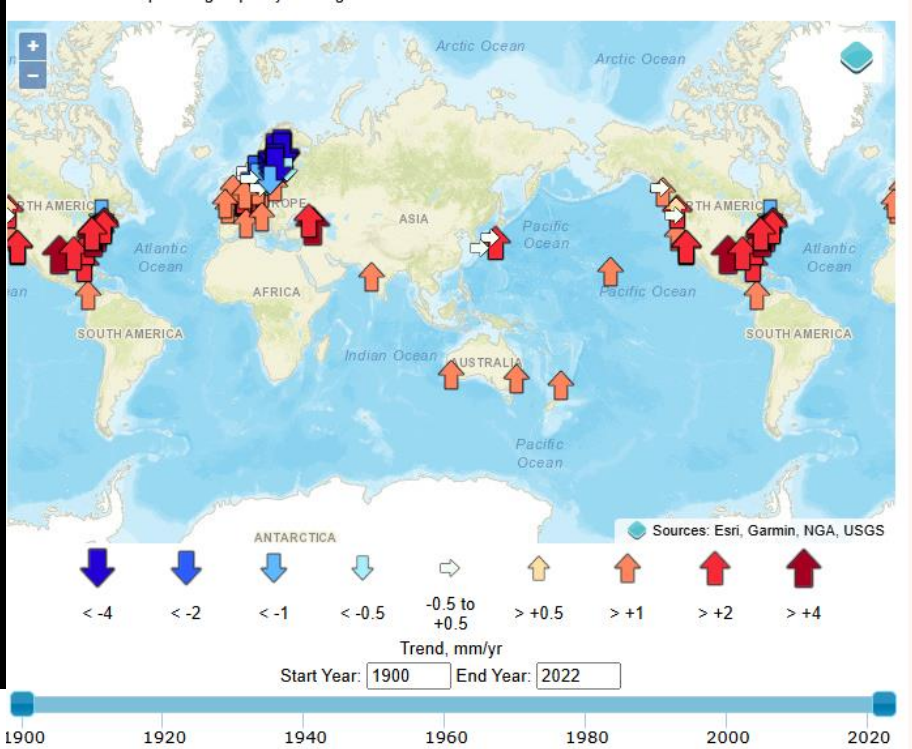 +
Arctic Ocean
Arctic Ocean
−
RTH AMERIC
ROPE
ASIA
Pacific
Ocean
RTH AMERIC
Atlantic
Ocean
Atlantic
Ocean
an
AFRICA
Pacific Ocean
SOUTH AMERICA
SOUTH AMERICA
Indian Ocean
AUSTRALIA
Pacific
Ocean
Sources: Esri, Garmin, NGA, USGS
ANTARCTICA
< -4 < -2 < -1 < -0.5 -0.5 to
+0.5 > +0.5 > +1 > +2 > +4
Trend, mm/yr
Start Year: 1900 End Year: 2022
1900 1920 1940 1960 1980 2000 2020